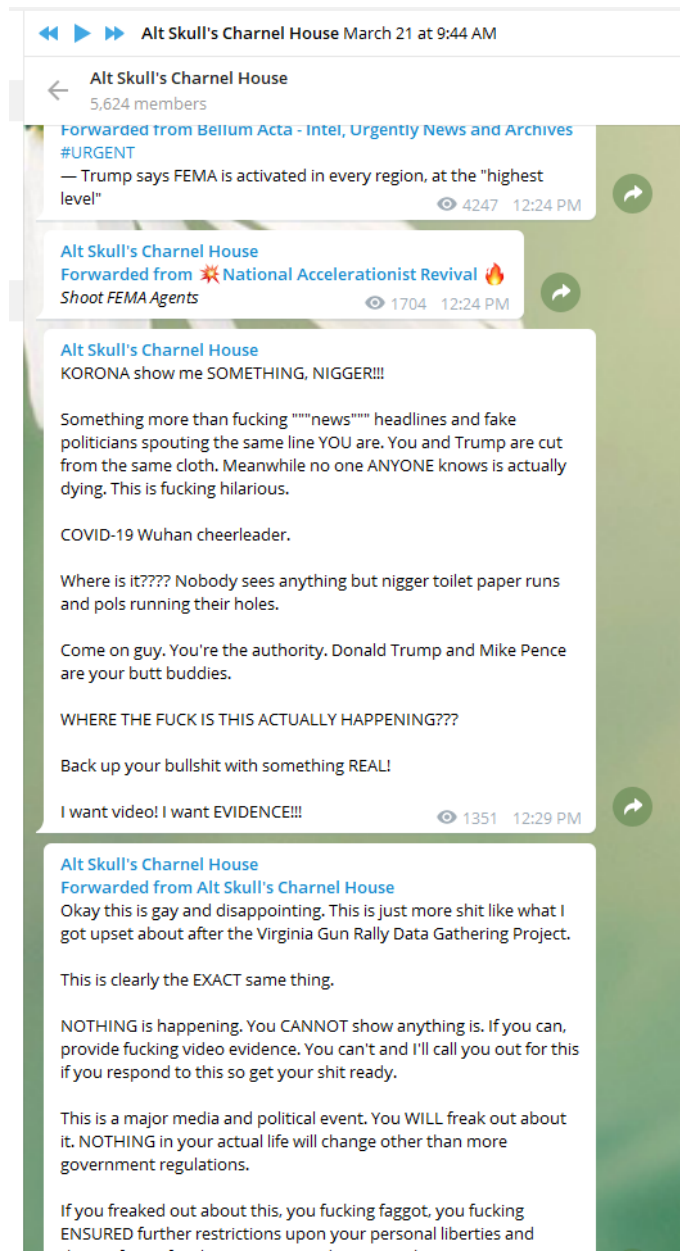 Alt Skull's Charnel House March 21 at 9:44 AM
Alt Skull's Charnel House
5,624 members
Forwarded from Bellum Acta - Intel, Urgently News and Archives
#URGENT
— Trump says FEMA is activated in every region, at the "highest
level"
4247 12:24 PM
Alt Skull's Charnel House
Forwarded from 💥National Accelerationist Revival 🔥
Shoot FEMA Agents
1704 12:24 PM
Alt Skull's Charnel House
KORONA show me SOMETHING, NIGGER!!!
Something more than fucking """news""" headlines and fake
politicians spouting the same line YOU are. You and Trump are cut
from the same cloth. Meanwhile no one ANYONE knows is actually
dying. This is fucking hilarious.
COVID-19 Wuhan cheerleader.
Where is it???? Nobody sees anything but nigger toilet paper runs
and pols running their holes.
Come on guy. You're the authority. Donald Trump and Mike Pence
are your butt buddies.
WHERE THE FUCK IS THIS ACTUALLY HAPPENING???
Back up your bullshit with something REAL!
I want video! I want EVIDENCE!!!
1351 12:29 PM
Alt Skull's Charnel House
Forwarded from Alt Skull's Charnel House
Okay this is gay and disappointing. This is just more shit like what I
got upset about after the Virginia Gun Rally Data Gathering Project.
This is clearly the EXACT same thing.
NOTHING is happening. You CANNOT show anything is. If you can,
provide fucking video evidence. You can't and I'll call you out for this
if you respond to this so get your shit ready.
This is a major media and political event. You WILL freak out about
it. NOTHING in your actual life will change other than more
government regulations.
If you freaked out about this, you fucking faggot, you fucking
ENSURED further restrictions upon your personal liberties and